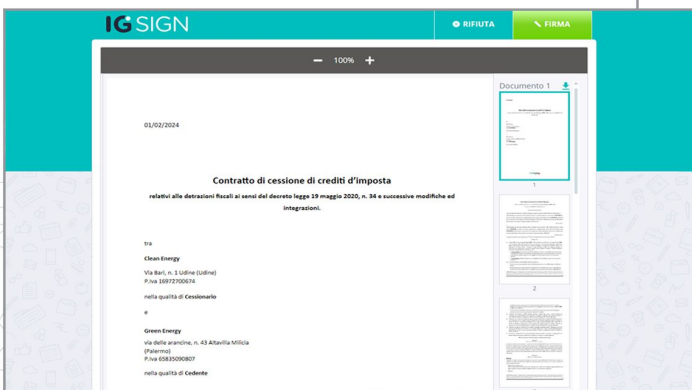 IG SIGN
RIFIUTA
FIRMA
100%
Documento 1
01/02/2024
Contratto di cessione di crediti d'imposta
relativi alle detrazioni fiscali ai sensi del decreto legge 19 maggio 2020, n. 34 e successive modifiche ed
integrazioni.
tra
Clean Energy
Via Bari, n. 1 Udine (Udine)
P.Iva 16972700674
nella qualità di Cessionario
e
Green Energy
via delle arancine, n. 43 Altavilla Milicia
(Palermo)
P.Iva 65835090807
nella qualità di Cedente
1
2